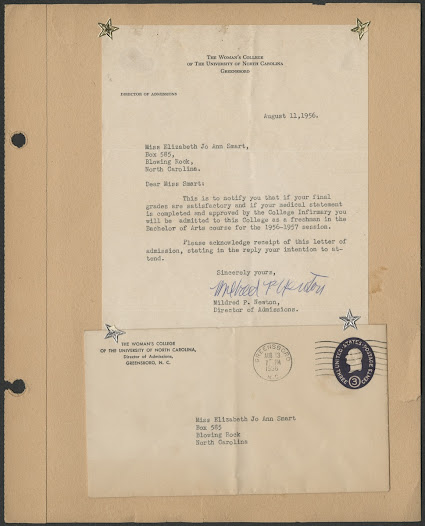 THE WOMAN'S COLLEGE
OF THE UNIVERSITY OF NORTH CAROLINA
GREENSBORO
DIRECTOR OF ADMISSIONS
August 11,1956.
Miss Elizabeth Jo Ann Smart,
Box 585,
Blowing Rock,
North Carolina.
Dear Miss Smart:
This is to notify you that if your final
grades are satisfactory and if your medical statement
is completed and approved by the College Infirmary you
will be admitted to this College as a freshman in the
Bachelor of Arts course for the 1956-1957 session.
Please acknowledge receipt of this letter of
admission, stating in the reply your intention to at-
tend.
Sincerely yours,
Mildred P. Newton
Mildred P. Newton,
Director of Admissions.
THE WOMAN'S COLLEGE
OF THE UNIVERSITY OF NORTH CAROLINA,
Director of Admissions,
GREENSBORO, N. C.
GREENSBORO
AUG 13
1956
N.C.
UNITED STATES POSTAGE
3
Miss Elizabeth Jo Ann Smart
Box 585
Blowing Rock
North Carolina